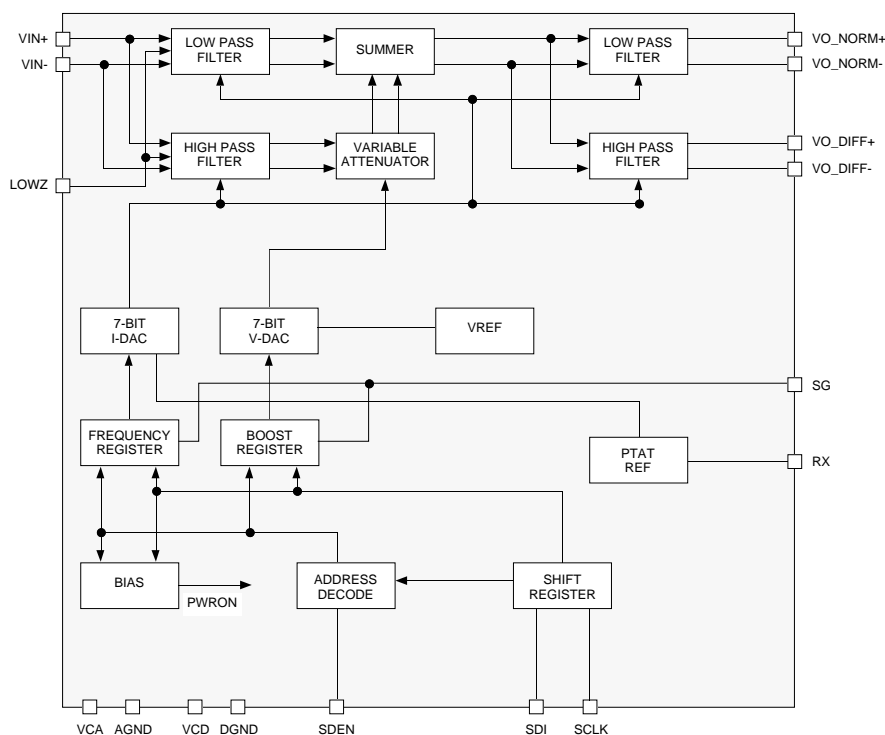 VIN+
LOW PASS
FILTER
SUMMER
LOW PASS
FILTER
VO_NORM+
VIN-
VO_NORM-
HIGH PASS
FILTER
VARIABLE
ATTENUATOR
HIGH PASS
FILTER
VO_DIFF+
VO_DIFF-
LOWZ
7-BIT
I-DAC
7-BIT
V-DAC
VREF
SG
FREQUENCY
REGISTER
BOOST
REGISTER
PTAT
REF
RX
BIAS
PWRON
ADDRESS
DECODE
SHIFT
REGISTER
VCA
AGND
VCD
DGND
SDEN
SDI
SCLK